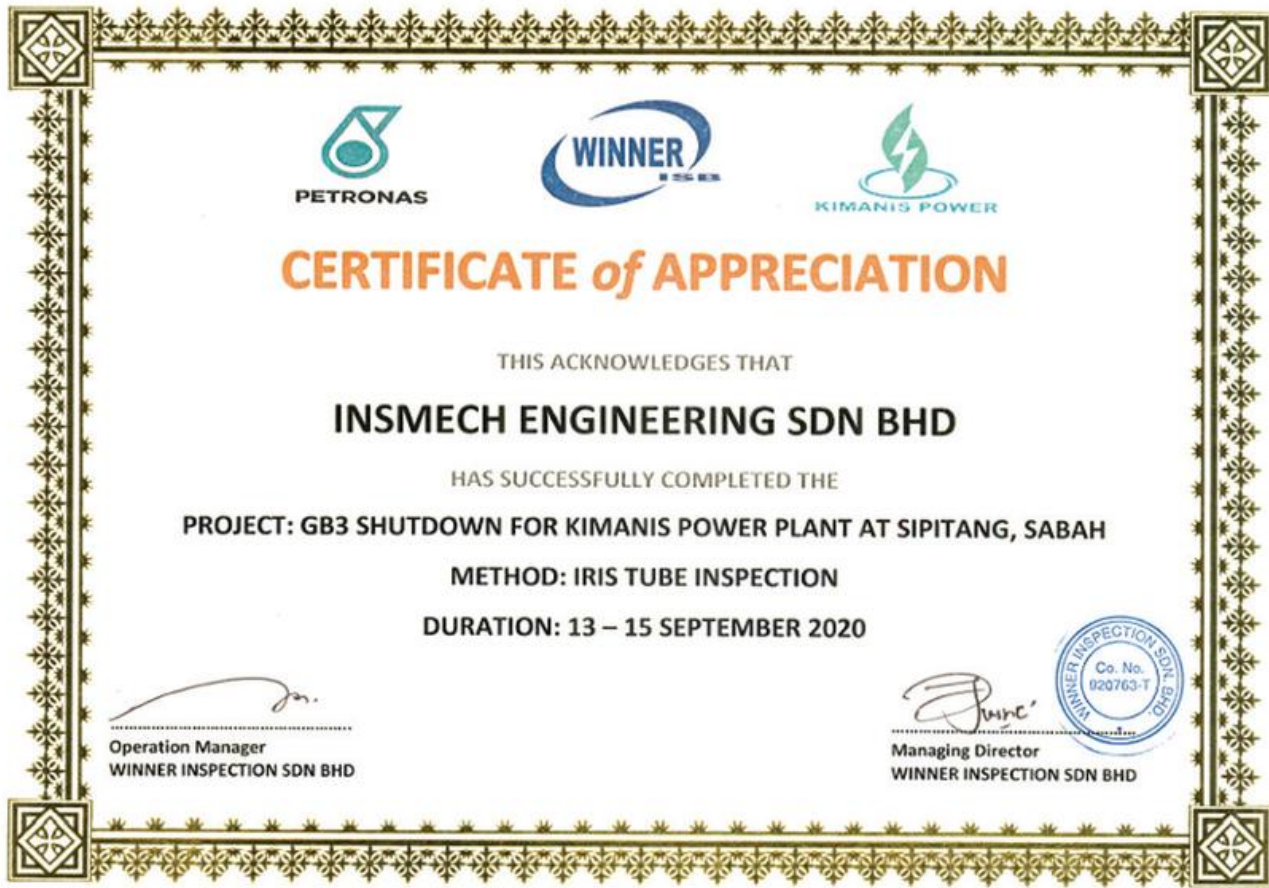 PETRONAS
WINNER
ISB
KIMANIS POWER
CERTIFICATE of APPRECIATION
THIS ACKNOWLEDGES THAT
INSMECH ENGINEERING SDN BHD
HAS SUCCESSFULLY COMPLETED THE
PROJECT: GB3 SHUTDOWN FOR KIMANIS POWER PLANT AT SIPITANG, SABAH
METHOD: IRIS TUBE INSPECTION
DURATION: 13 – 15 SEPTEMBER 2020
WINNER INSPECTION SDN. BHD.
Co. No.
920763-T
Operation Manager
WINNER INSPECTION SDN BHD
Managing Director
WINNER INSPECTION SDN BHD